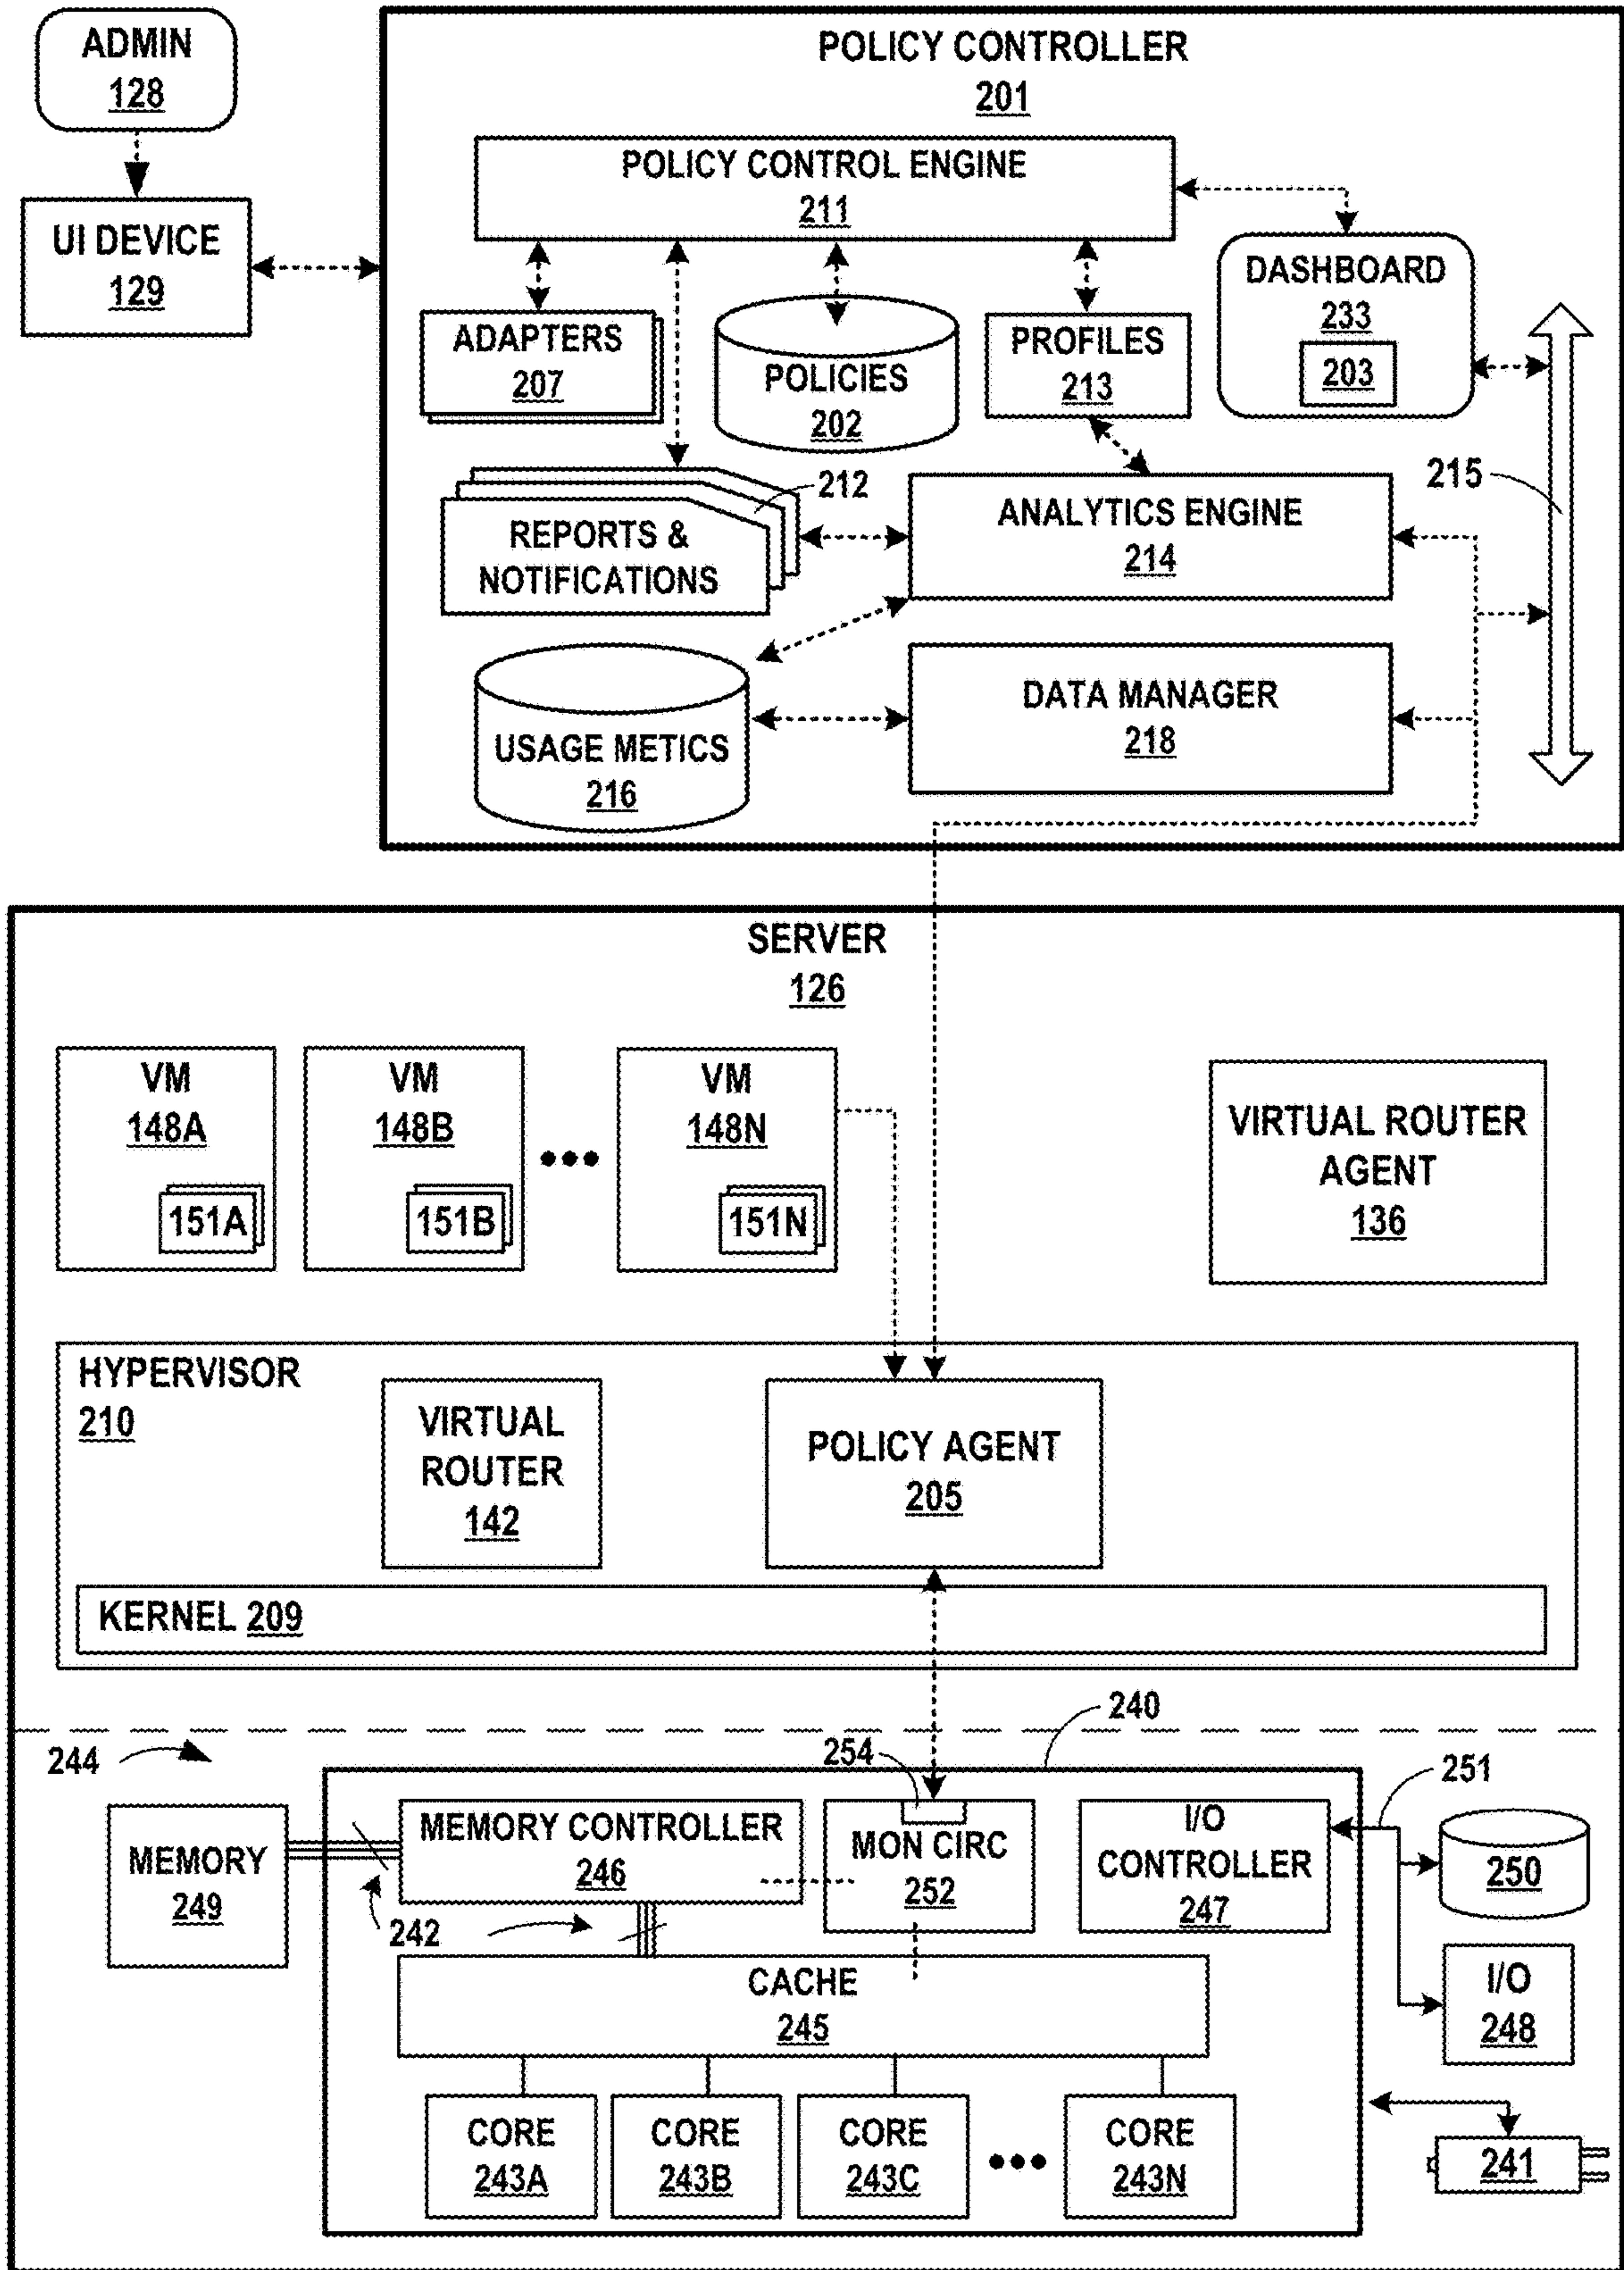 ADMIN
128
UI DEVICE
129
POLICY CONTROLLER
201
POLICY CONTROL ENGINE
211
ADAPTERS
207
POLICIES
202
PROFILES
213
DASHBOARD
233
203
212
REPORTS &
NOTIFICATIONS
ANALYTICS ENGINE
214
215
USAGE METICS
216
DATA MANAGER
218
SERVER
126
VM
148A
151A
VM
148B
151B
VM
148N
151N
VIRTUAL ROUTER
AGENT
136
HYPERVISOR
210
VIRTUAL
ROUTER
142
POLICY AGENT
205
KERNEL 209
244
240
254
251
MEMORY
249
242
MEMORY CONTROLLER
246
MON CIRC
252
I/O
CONTROLLER
247
250
I/O
248
CACHE
245
CORE
243A
CORE
243B
CORE
243C
CORE
243N
241